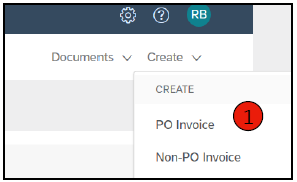 RB
Documents Create
CREATE
PO Invoice 1
Non-PO Invoice